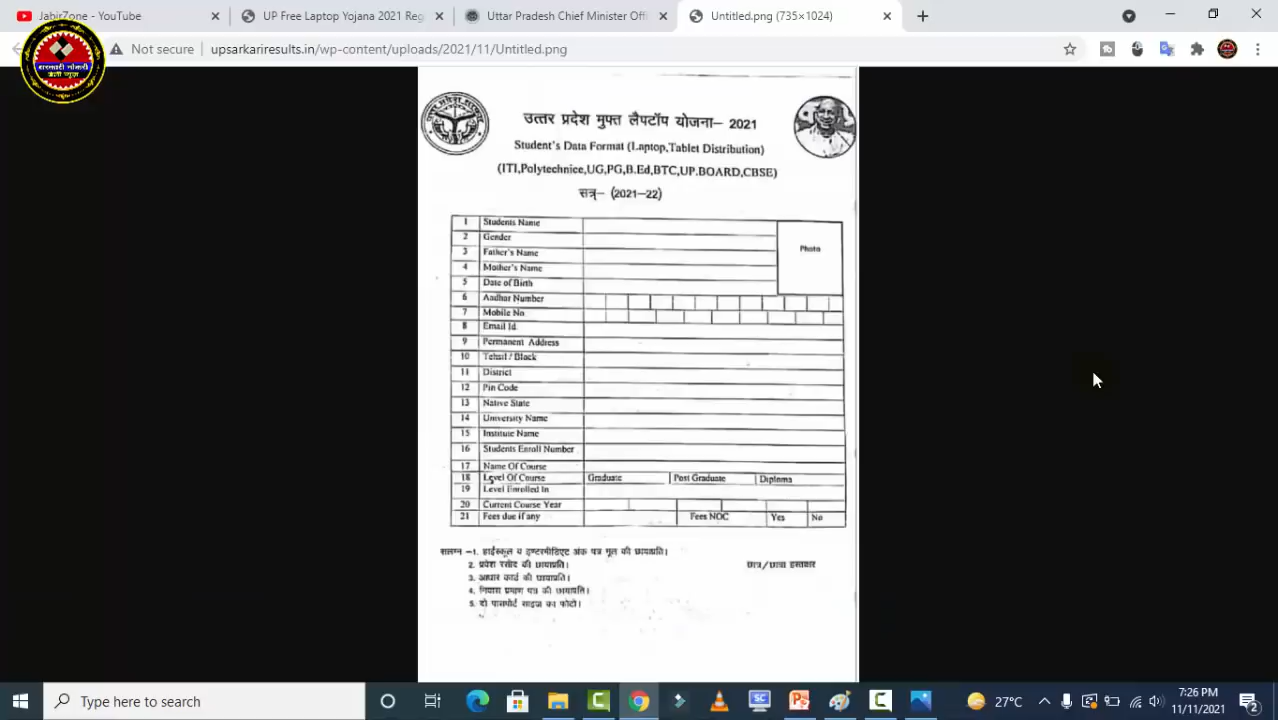 JabirZone - YouTube
UP Free Laptop Yojana 2021 Reg
Uttar Pradesh Chief Minister Off
Untitled.png (735×1024)
Not secure | upsarkariresults.in/wp-content/uploads/2021/11/Untitled.png
सरकारी नौकरी
उत्तर प्रदेश मुफ्त लैपटॉप योजना– 2021
Student's Data Format (Laptop,Tablet Distribution)
(ITI,Polytechnice,UG,PG,B.Ed,BTC,UP.BOARD,CBSE)
सत्र– (2021–22)
1 Students Name
Photo
2 Gender
3 Father's Name
4 Mother's Name
5 Date of Birth
6 Aadhar Number
7 Mobile No
8 Email Id
9 Permanent Address
10 Tehsil / Block
11 District
12 Pin Code
13 Native State
14 University Name
15 Institute Name
16 Students Enroll Number
17 Name Of Course
18 Level Of Course Graduate Post Graduate Diploma
19 Level Enrolled In
20 Current Course Year
21 Fees due if any Fees NOC Yes No
सलग्न –1. हाईस्कूल व इण्टरमीडिएट अंक पत्र मूल की छायाप्रति।
2. प्रवेश रसीद की छायाप्रति। छात्र/छात्रा हस्ताक्षर
3. आधार कार्ड की छायाप्रति।
4. निवास प्रमाण पत्र की छायाप्रति।
5. दो पासपोर्ट साइज का फोटो।
Type here to search
27°C
7:26 PM
11/11/2021
2